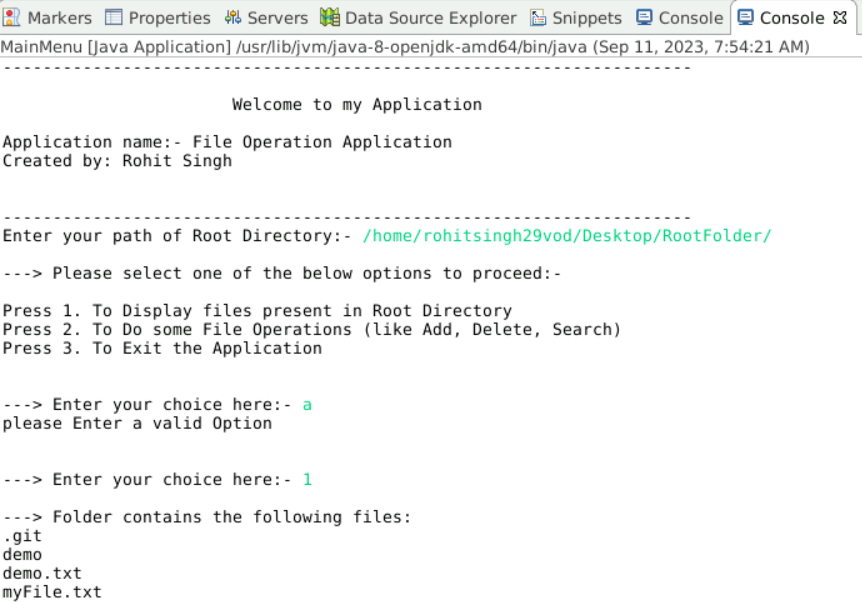 Markers Properties Servers Data Source Explorer Snippets Console Console
MainMenu [Java Application] /usr/lib/jvm/java-8-openjdk-amd64/bin/java (Sep 11, 2023, 7:54:21 AM)
---------------------------------------------------------------------
Welcome to my Application
Application name:- File Operation Application
Created by: Rohit Singh
---------------------------------------------------------------------
Enter your path of Root Directory:- /home/rohitsingh29vod/Desktop/RootFolder/
---> Please select one of the below options to proceed:-
Press 1. To Display files present in Root Directory
Press 2. To Do some File Operations (like Add, Delete, Search)
Press 3. To Exit the Application
---> Enter your choice here:- a
please Enter a valid Option
---> Enter your choice here:- 1
---> Folder contains the following files:
.git
demo
demo.txt
myFile.txt